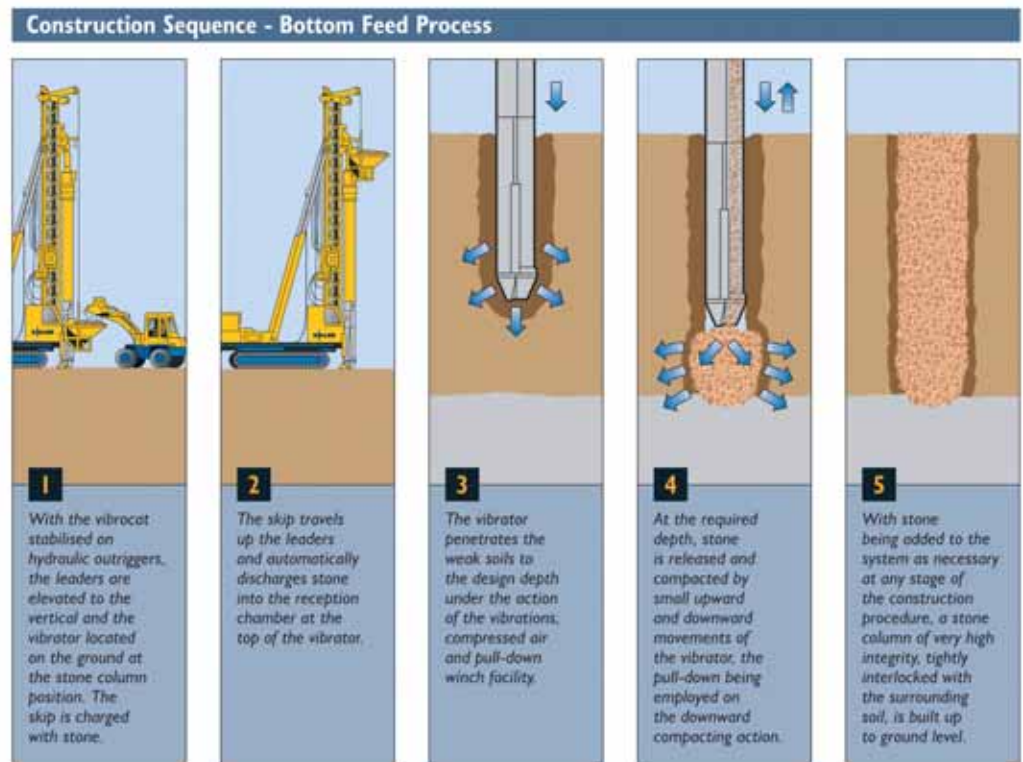 Construction Sequence - Bottom Feed Process
1
With the vibrocat
stabilised on
hydraulic outriggers,
the leaders are
elevated to the
vertical and the
vibrator located
on the ground at
the stone column
position. The
skip is charged
with stone.
2
The skip travels
up the leaders
and automatically
discharges stone
into the reception
chamber at the
top of the vibrator.
3
The vibrator
penetrates the
weak soils to
the design depth
under the action
of the vibrations,
compressed air
and pull-down
winch facility.
4
At the required
depth, stone
is released and
compacted by
small upward
and downward
movements of
the vibrator, the
pull-down being
employed on
the downward
compacting action.
5
With stone
being added to the
system as necessary
at any stage of
the construction
procedure, a stone
column of very high
integrity, tightly
interlocked with
the surrounding
soil, is built up
to ground level.